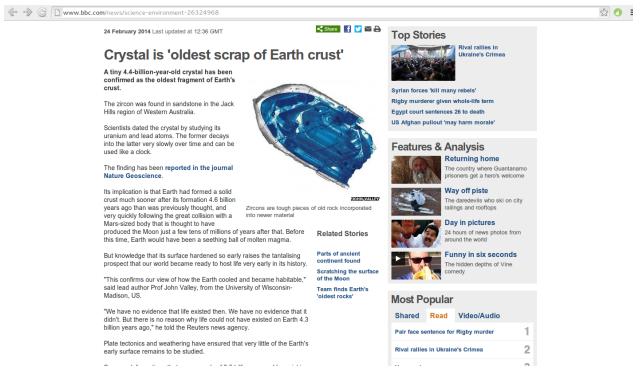 www.bbc.com/news/science-environment-26324968
24 February 2014 Last updated at 12:36 GMT
Share
Crystal is 'oldest scrap of Earth crust'
A tiny 4.4-billion-year-old crystal has been
confirmed as the oldest fragment of Earth's
crust.
The zircon was found in sandstone in the Jack
Hills region of Western Australia.
Scientists dated the crystal by studying its
uranium and lead atoms. The former decays
into the latter very slowly over time and can be
used like a clock.
The finding has been reported in the journal
Nature Geoscience.
Its implication is that Earth had formed a solid
crust much sooner after its formation 4.6 billion
years ago than was previously thought, and
very quickly following the great collision with a
Mars-sized body that is thought to have
produced the Moon just a few tens of millions of years after that. Before
this time, Earth would have been a seething ball of molten magma.
But knowledge that its surface hardened so early raises the tantalising
prospect that our world became ready to host life very early in its history.
"This confirms our view of how the Earth cooled and became habitable,"
said lead author Prof John Valley, from the University of Wisconsin-
Madison, US.
"We have no evidence that life existed then. We have no evidence that it
didn't. But there is no reason why life could not have existed on Earth 4.3
billion years ago," he told the Reuters news agency.
Plate tectonics and weathering have ensured that very little of the Earth's
early surface remains to be studied.
JOHN VALLEY
Zircons are tough pieces of old rock incorporated
into newer material
Related Stories
Parts of ancient
continent found
Scratching the surface
of the Moon
Team finds Earth's
'oldest rocks'
Top Stories
Rival rallies in
Ukraine's Crimea
Syrian forces 'kill many rebels'
Rigby murderer given whole-life term
Egypt court sentences 26 to death
US Afghan pullout 'may harm morale'
Features & Analysis
Returning home
The country where Guantanamo
prisoners get a hero's welcome
Way off piste
The daredevils who ski on city
railings and rooftops
Day in pictures
24 hours of news photos from
around the world
Funny in six seconds
The hidden depths of Vine
comedy
Most Popular
Shared Read Video/Audio
Pair face sentence for Rigby murder 1
Rival rallies in Ukraine's Crimea 2